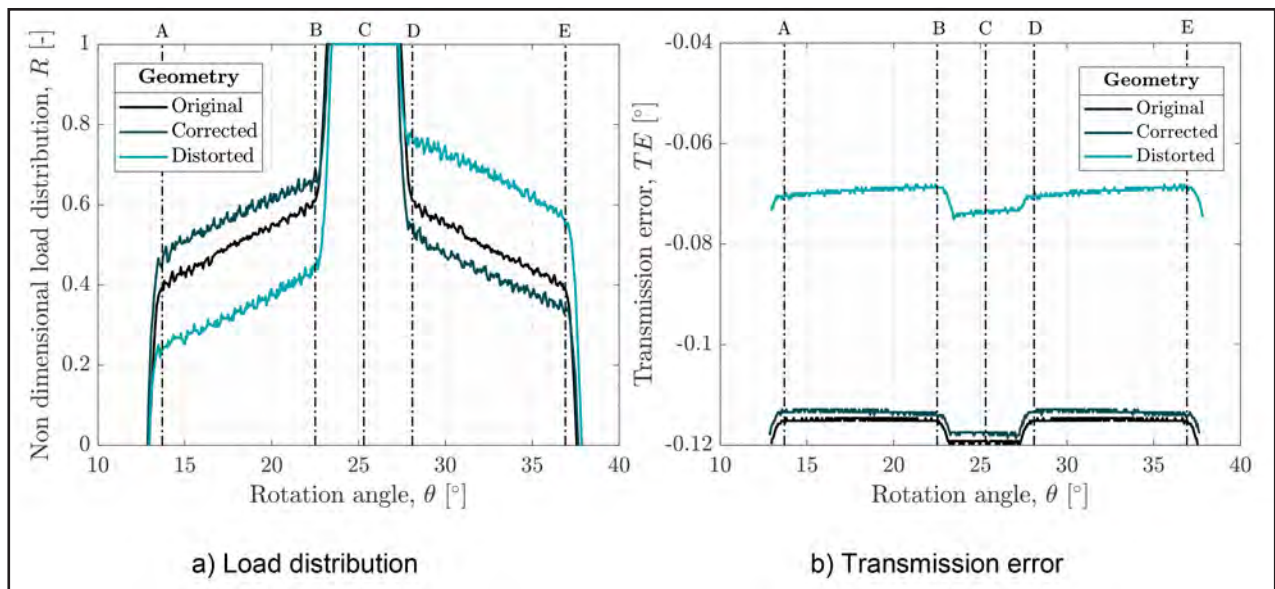 A B C D E
1
0.8
0.6
0.4
0.2
0
Non dimensional load distribution, R [-]
Geometry
Original
Corrected
Distorted
10 15 20 25 30 35 40
Rotation angle, θ [°]
a) Load distribution
A B C D E
-0.04
-0.06
-0.08
-0.1
-0.12
Transmission error, TE [°]
Geometry
Original
Corrected
Distorted
10 15 20 25 30 35 40
Rotation angle, θ [°]
b) Transmission error